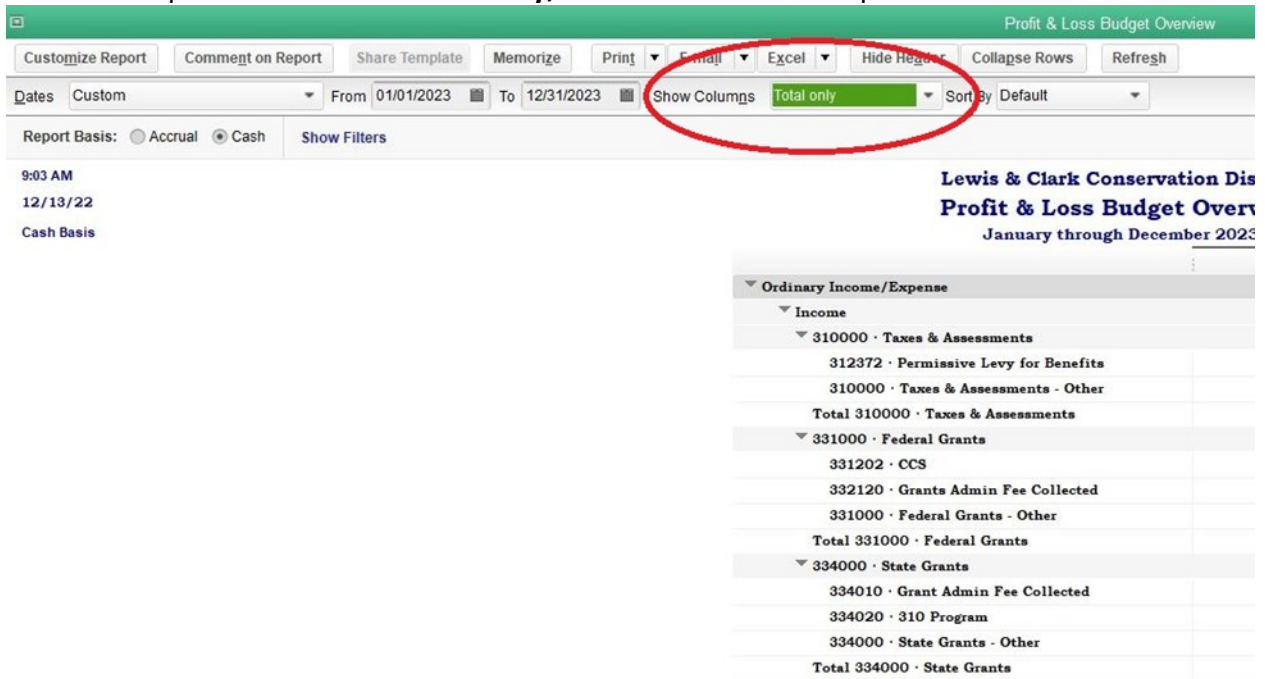 Profit & Loss Budget Overview
Customize Report Comment on Report Share Template Memorize Print Excel Hide Header Collapse Rows Refresh
Dates Custom From 01/01/2023 To 12/31/2023 Show Columns Total only Sort By Default
Report Basis: Accrual Cash Show Filters
9:03 AM
12/13/22
Cash Basis
Lewis & Clark Conservation Dis
Profit & Loss Budget Overv
January through December 2023
Ordinary Income/Expense
Income
310000 · Taxes & Assessments
312372 · Permissive Levy for Benefits
310000 · Taxes & Assessments - Other
Total 310000 · Taxes & Assessments
331000 · Federal Grants
331202 · CCS
332120 · Grants Admin Fee Collected
331000 · Federal Grants - Other
Total 331000 · Federal Grants
334000 · State Grants
334010 · Grant Admin Fee Collected
334020 · 310 Program
334000 · State Grants - Other
Total 334000 · State Grants